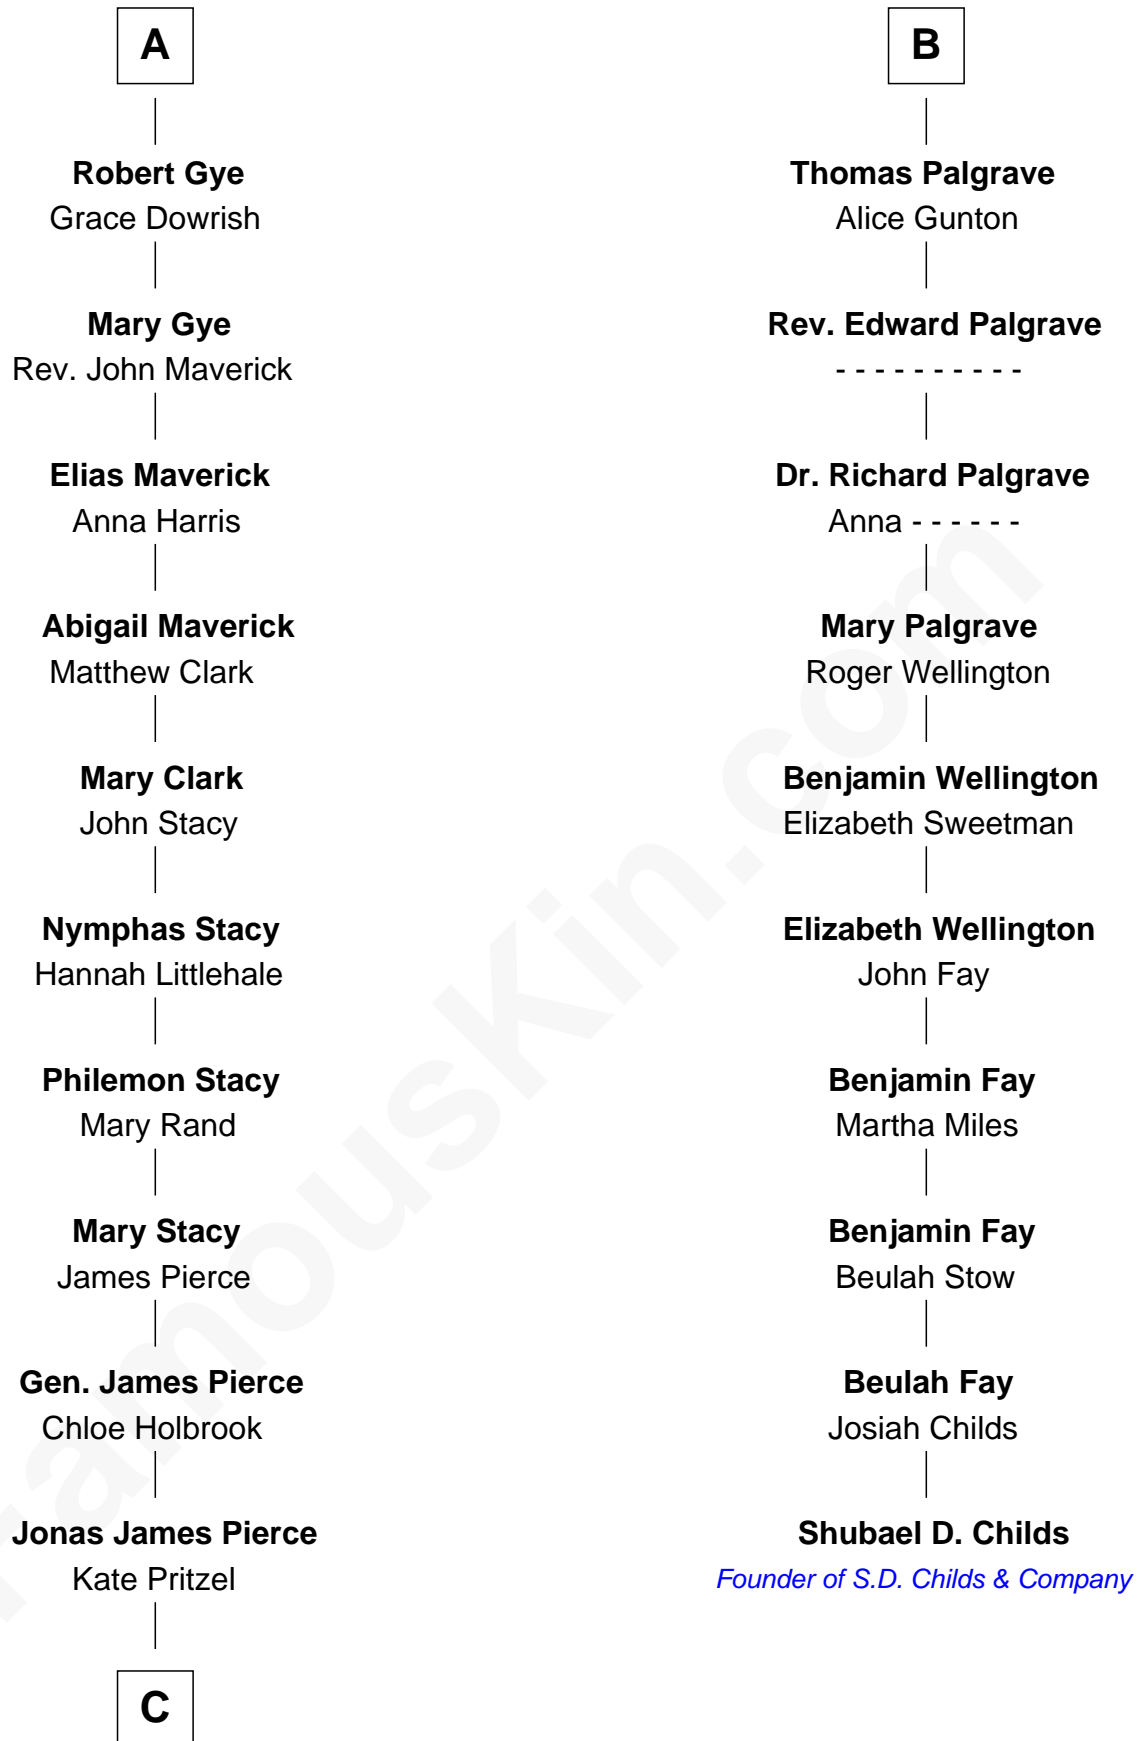 A
Robert Gye
Grace Dowrish
Mary Gye
Rev. John Maverick
Elias Maverick
Anna Harris
Abigail Maverick
Matthew Clark
Mary Clark
John Stacy
Nymphas Stacy
Hannah Littlehale
Philemon Stacy
Mary Rand
Mary Stacy
James Pierce
Gen. James Pierce
Chloe Holbrook
Jonas James Pierce
Kate Pritzel
C
B
Thomas Palgrave
Alice Gunton
Rev. Edward Palgrave
- - - - - - - - - -
Dr. Richard Palgrave
Anna - - - - - -
Mary Palgrave
Roger Wellington
Benjamin Wellington
Elizabeth Sweetman
Elizabeth Wellington
John Fay
Benjamin Fay
Martha Miles
Benjamin Fay
Beulah Stow
Beulah Fay
Josiah Childs
Shubael D. Childs
Founder of S.D. Childs & Company
FamousKin.com